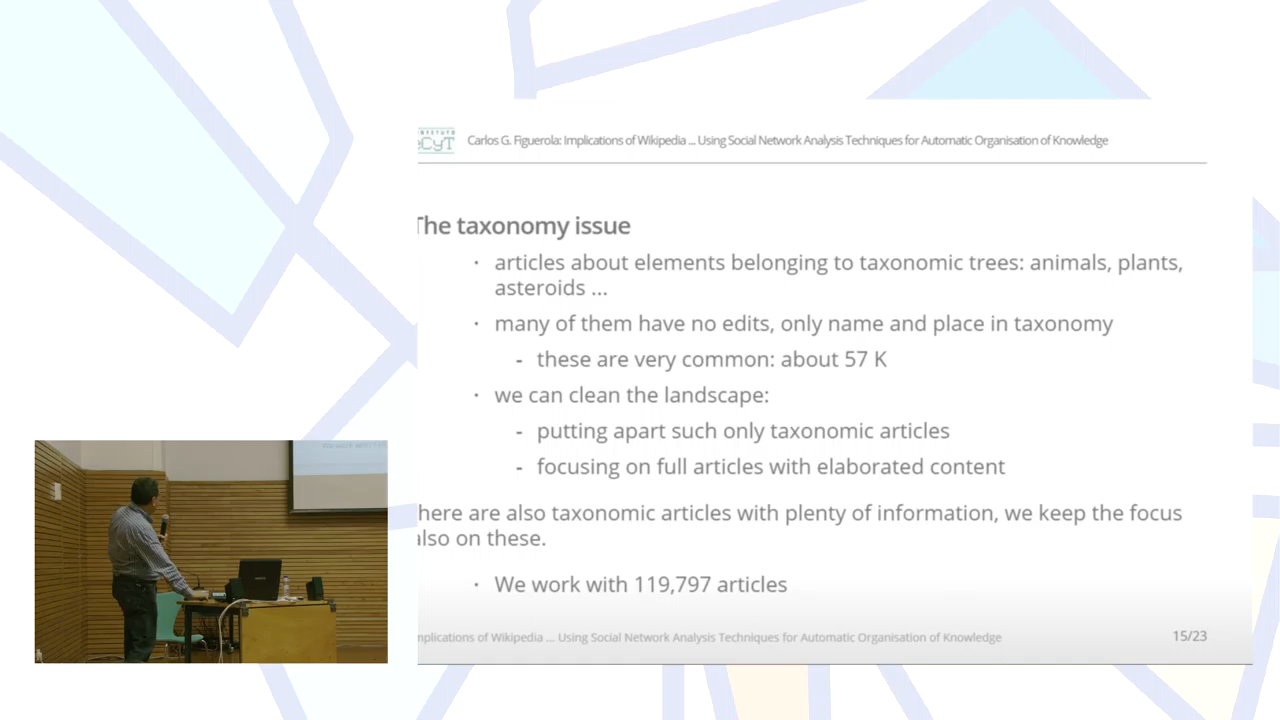 Carlos G. Figuerola: Implications of Wikipedia ... Using Social Network Analysis Techniques for Automatic Organisation of Knowledge
The taxonomy issue
· articles about elements belonging to taxonomic trees: animals, plants,
asteroids ...
· many of them have no edits, only name and place in taxonomy
- these are very common: about 57 K
· we can clean the landscape:
- putting apart such only taxonomic articles
- focusing on full articles with elaborated content
here are also taxonomic articles with plenty of information, we keep the focus
also on these.
· We work with 119,797 articles
mplications of Wikipedia ... Using Social Network Analysis Techniques for Automatic Organisation of Knowledge
15/23